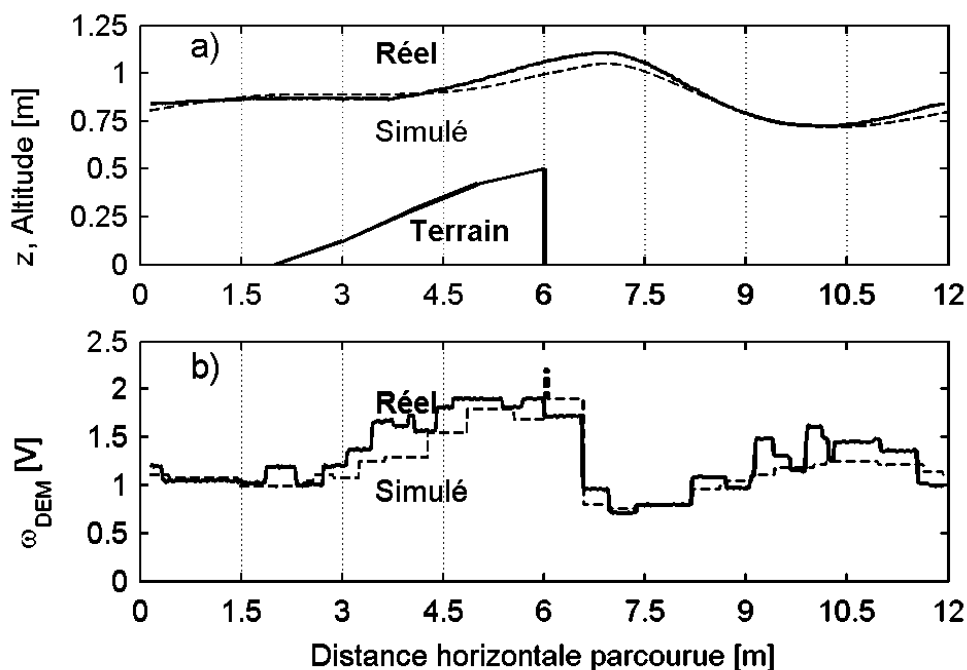 1.25
a)
Réel
1
0.75
Simulé
0.5
0.25
Terrain
0
z, Altitude [m]
0 1.5 3 4.5 6 7.5 9 10.5 12
2.5
b)
2
Réel
1.5
1
Simulé
0.5
0
ωDEM [V]
0 1.5 3 4.5 6 7.5 9 10.5 12
Distance horizontale parcourue [m]